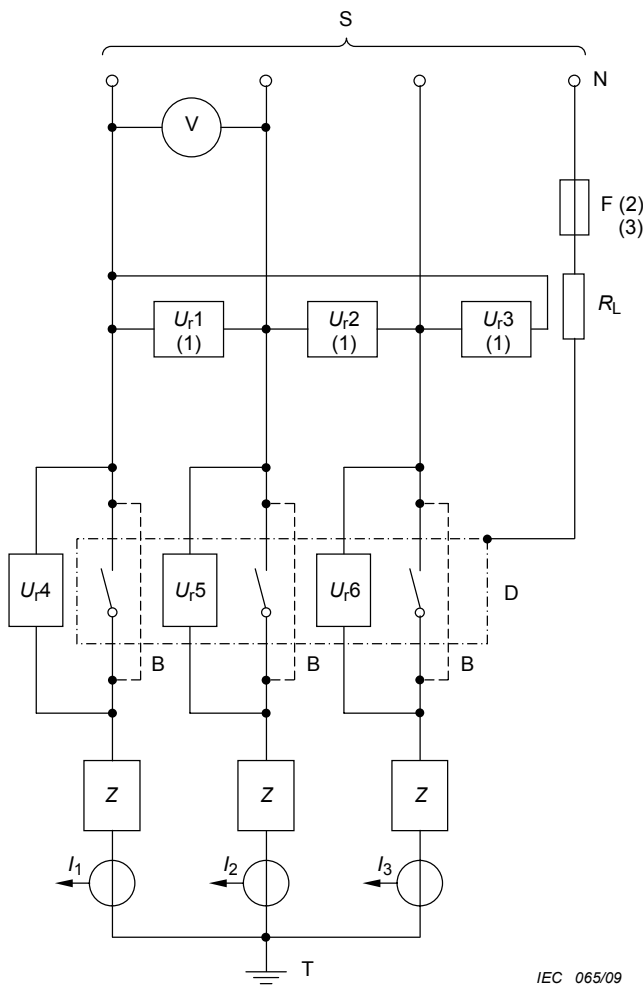 S
N
V
F (2)
(3)
RL
Ur1
(1)
Ur2
(1)
Ur3
(1)
Ur4
Ur5
Ur6
D
B
B
B
Z
Z
Z
I1
I2
I3
T
IEC 065/09